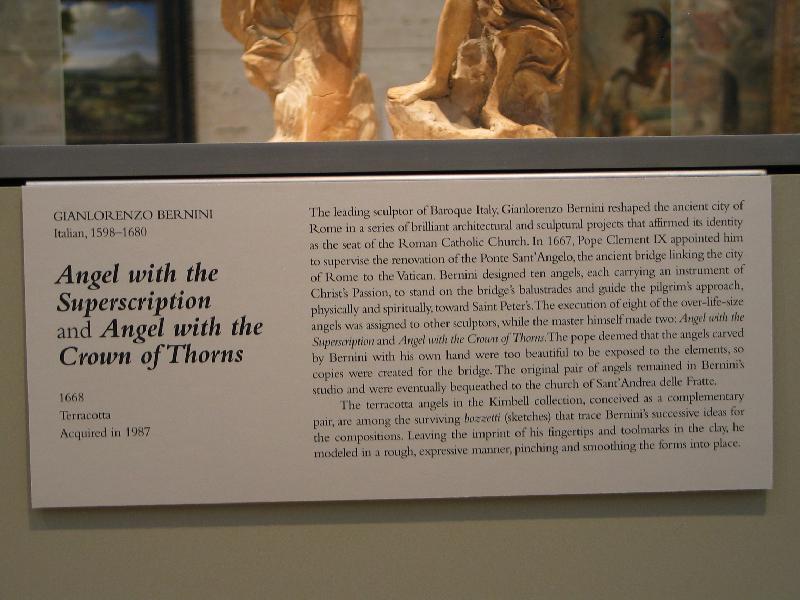 GIANLORENZO BERNINI
Italian, 1598–1680
Angel with the
Superscription
and Angel with the
Crown of Thorns
1668
Terracotta
Acquired in 1987
The leading sculptor of Baroque Italy, Gianlorenzo Bernini reshaped the ancient city of
Rome in a series of brilliant architectural and sculptural projects that affirmed its identity
as the seat of the Roman Catholic Church. In 1667, Pope Clement IX appointed him
to supervise the renovation of the Ponte Sant'Angelo, the ancient bridge linking the city
of Rome to the Vatican. Bernini designed ten angels, each carrying an instrument of
Christ's Passion, to stand on the bridge's balustrades and guide the pilgrim's approach,
physically and spiritually, toward Saint Peter's. The execution of eight of the over-life-size
angels was assigned to other sculptors, while the master himself made two: Angel with the
Superscription and Angel with the Crown of Thorns. The pope deemed that the angels carved
by Bernini with his own hand were too beautiful to be exposed to the elements, so
copies were created for the bridge. The original pair of angels remained in Bernini's
studio and were eventually bequeathed to the church of Sant'Andrea delle Fratte.
The terracotta angels in the Kimbell collection, conceived as a complementary
pair, are among the surviving bozzetti (sketches) that trace Bernini's successive ideas for
the compositions. Leaving the imprint of his fingertips and toolmarks in the clay, he
modeled in a rough, expressive manner, pinching and smoothing the forms into place.